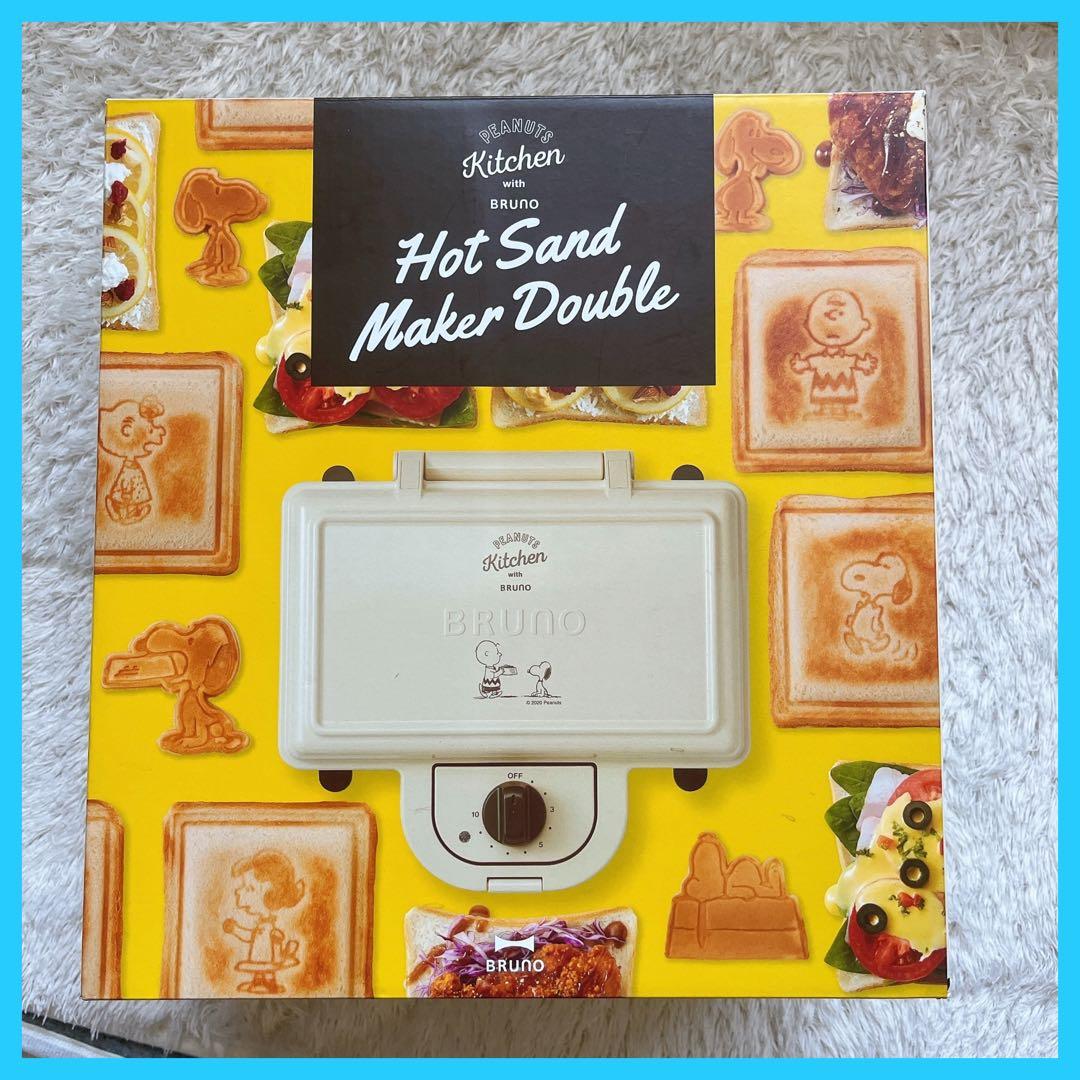 PEANUTS
Kitchen
with
BRUNO
Hot Sand
Maker Double
PEANUTS
Kitchen
with
BRUNO
BRUNO
© 2020 Peanuts
OFF
10
3
5
BRUNO